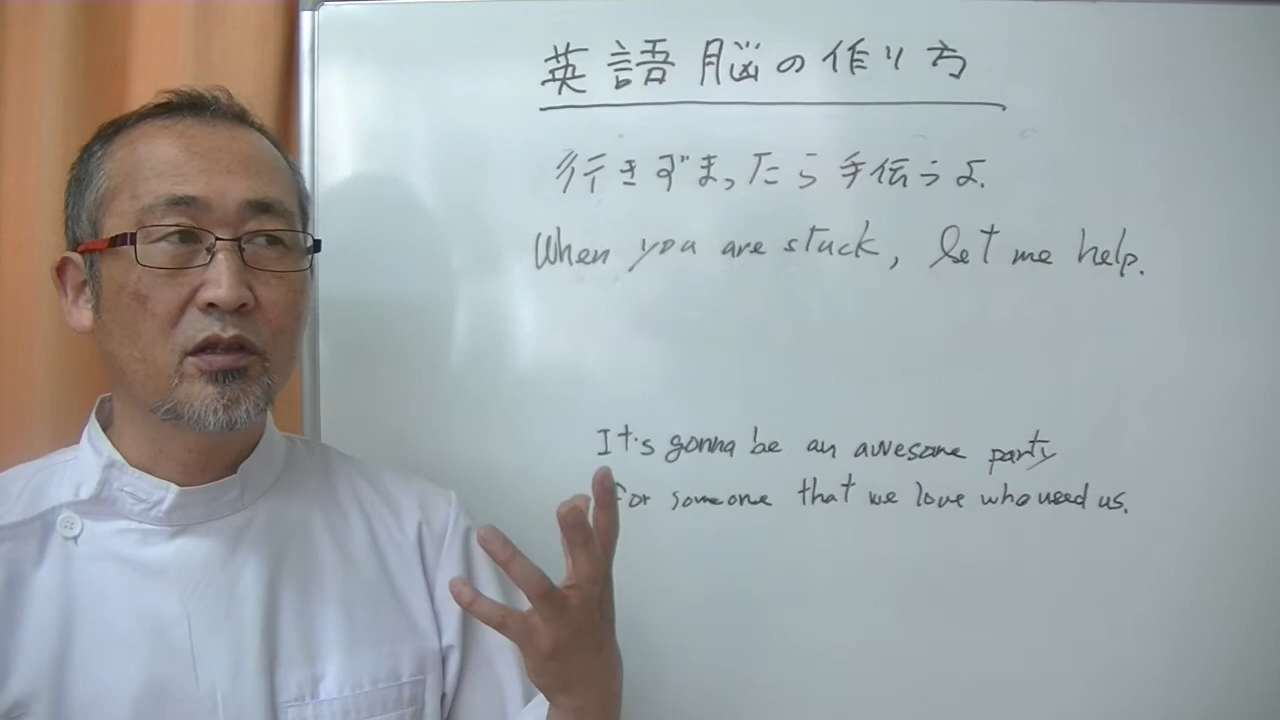 英語脳の作り方
行きずまったら手伝うよ.
When you are stuck, let me help.
It's gonna be an awesome party
for someone that we love who need us.